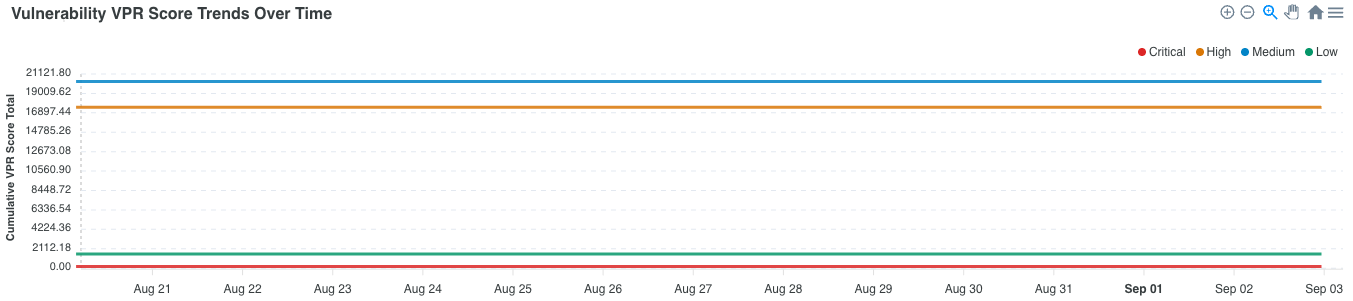 Vulnerability VPR Score Trends Over Time
Critical High Medium Low
Cumulative VPR Score Total
21121.80
19009.62
16897.44
14785.26
12673.08
10560.90
8448.72
6336.54
4224.36
2112.18
0.00
Aug 21 Aug 22 Aug 23 Aug 24 Aug 25 Aug 26 Aug 27 Aug 28 Aug 29 Aug 30 Aug 31 Sep 01 Sep 02 Sep 03